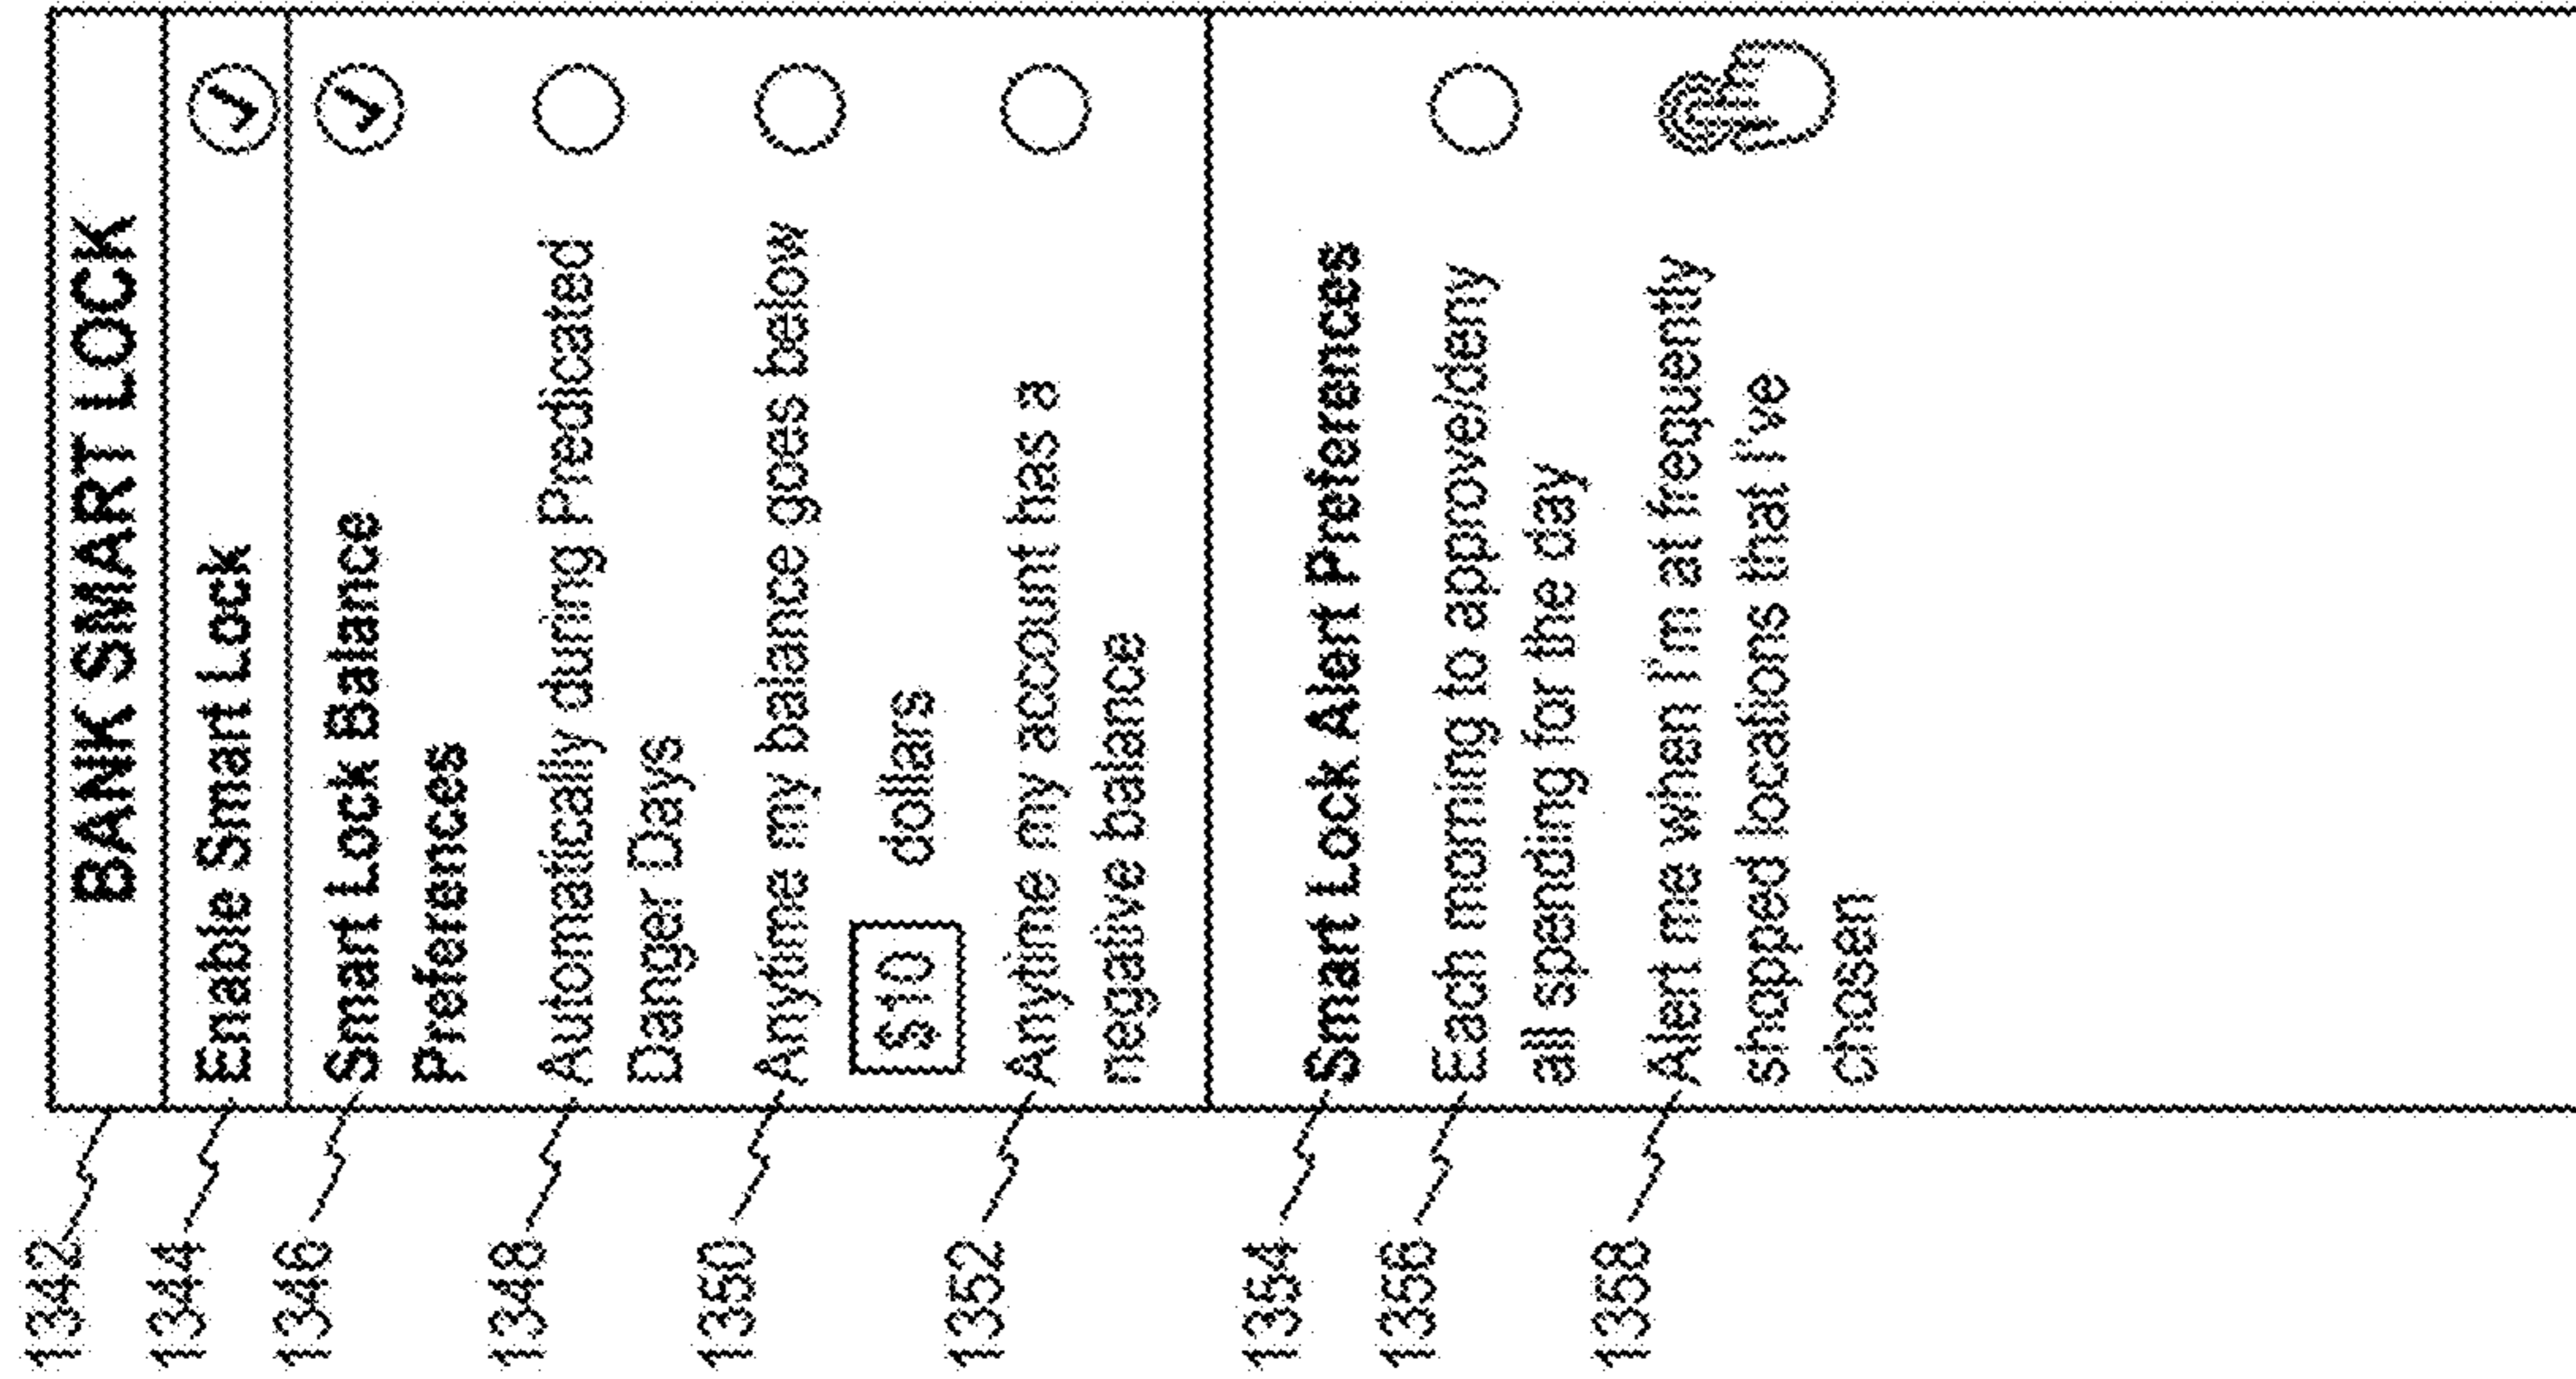 1342
BANK SMART LOCK
1344
Enable Smart Lock
1346
Smart Lock Balance
Preferences
1348
Automatically during Predicated
Danger Days
1350
Anytime my balance goes below
$10 dollars
1352
Anytime my account has a
negative balance
1354
Smart Lock Alert Preferences
1356
Each morning to approve/deny
all spending for the day
1358
Alert me when I'm at frequently
shopped locations that I've
chosen